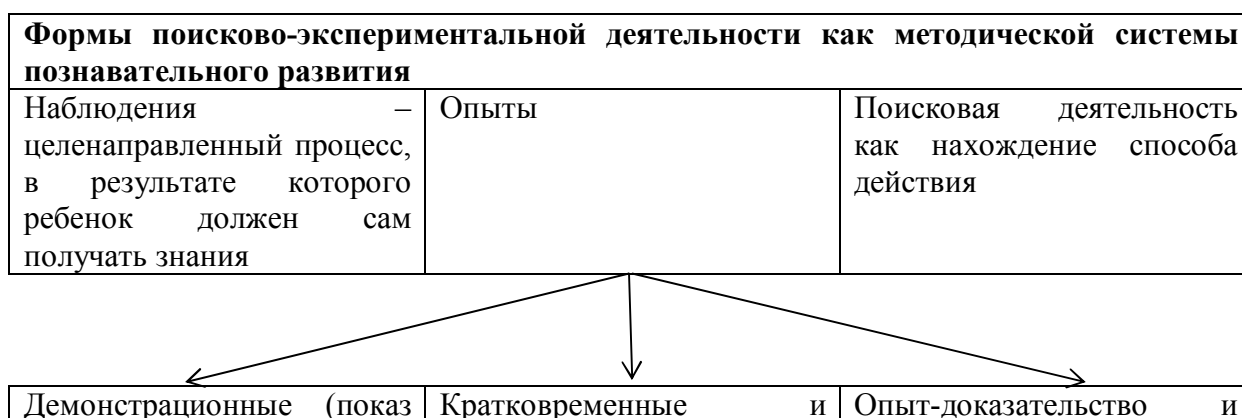 Формы поисково-экспериментальной деятельности как методической системы
познавательного развития
Наблюдения –
целенаправленный процесс,
в результате которого
ребенок должен сам
получать знания
Опыты
Поисковая деятельность
как нахождение способа
действия
Демонстрационные (показ
Кратковременные и
Опыт-доказательство и